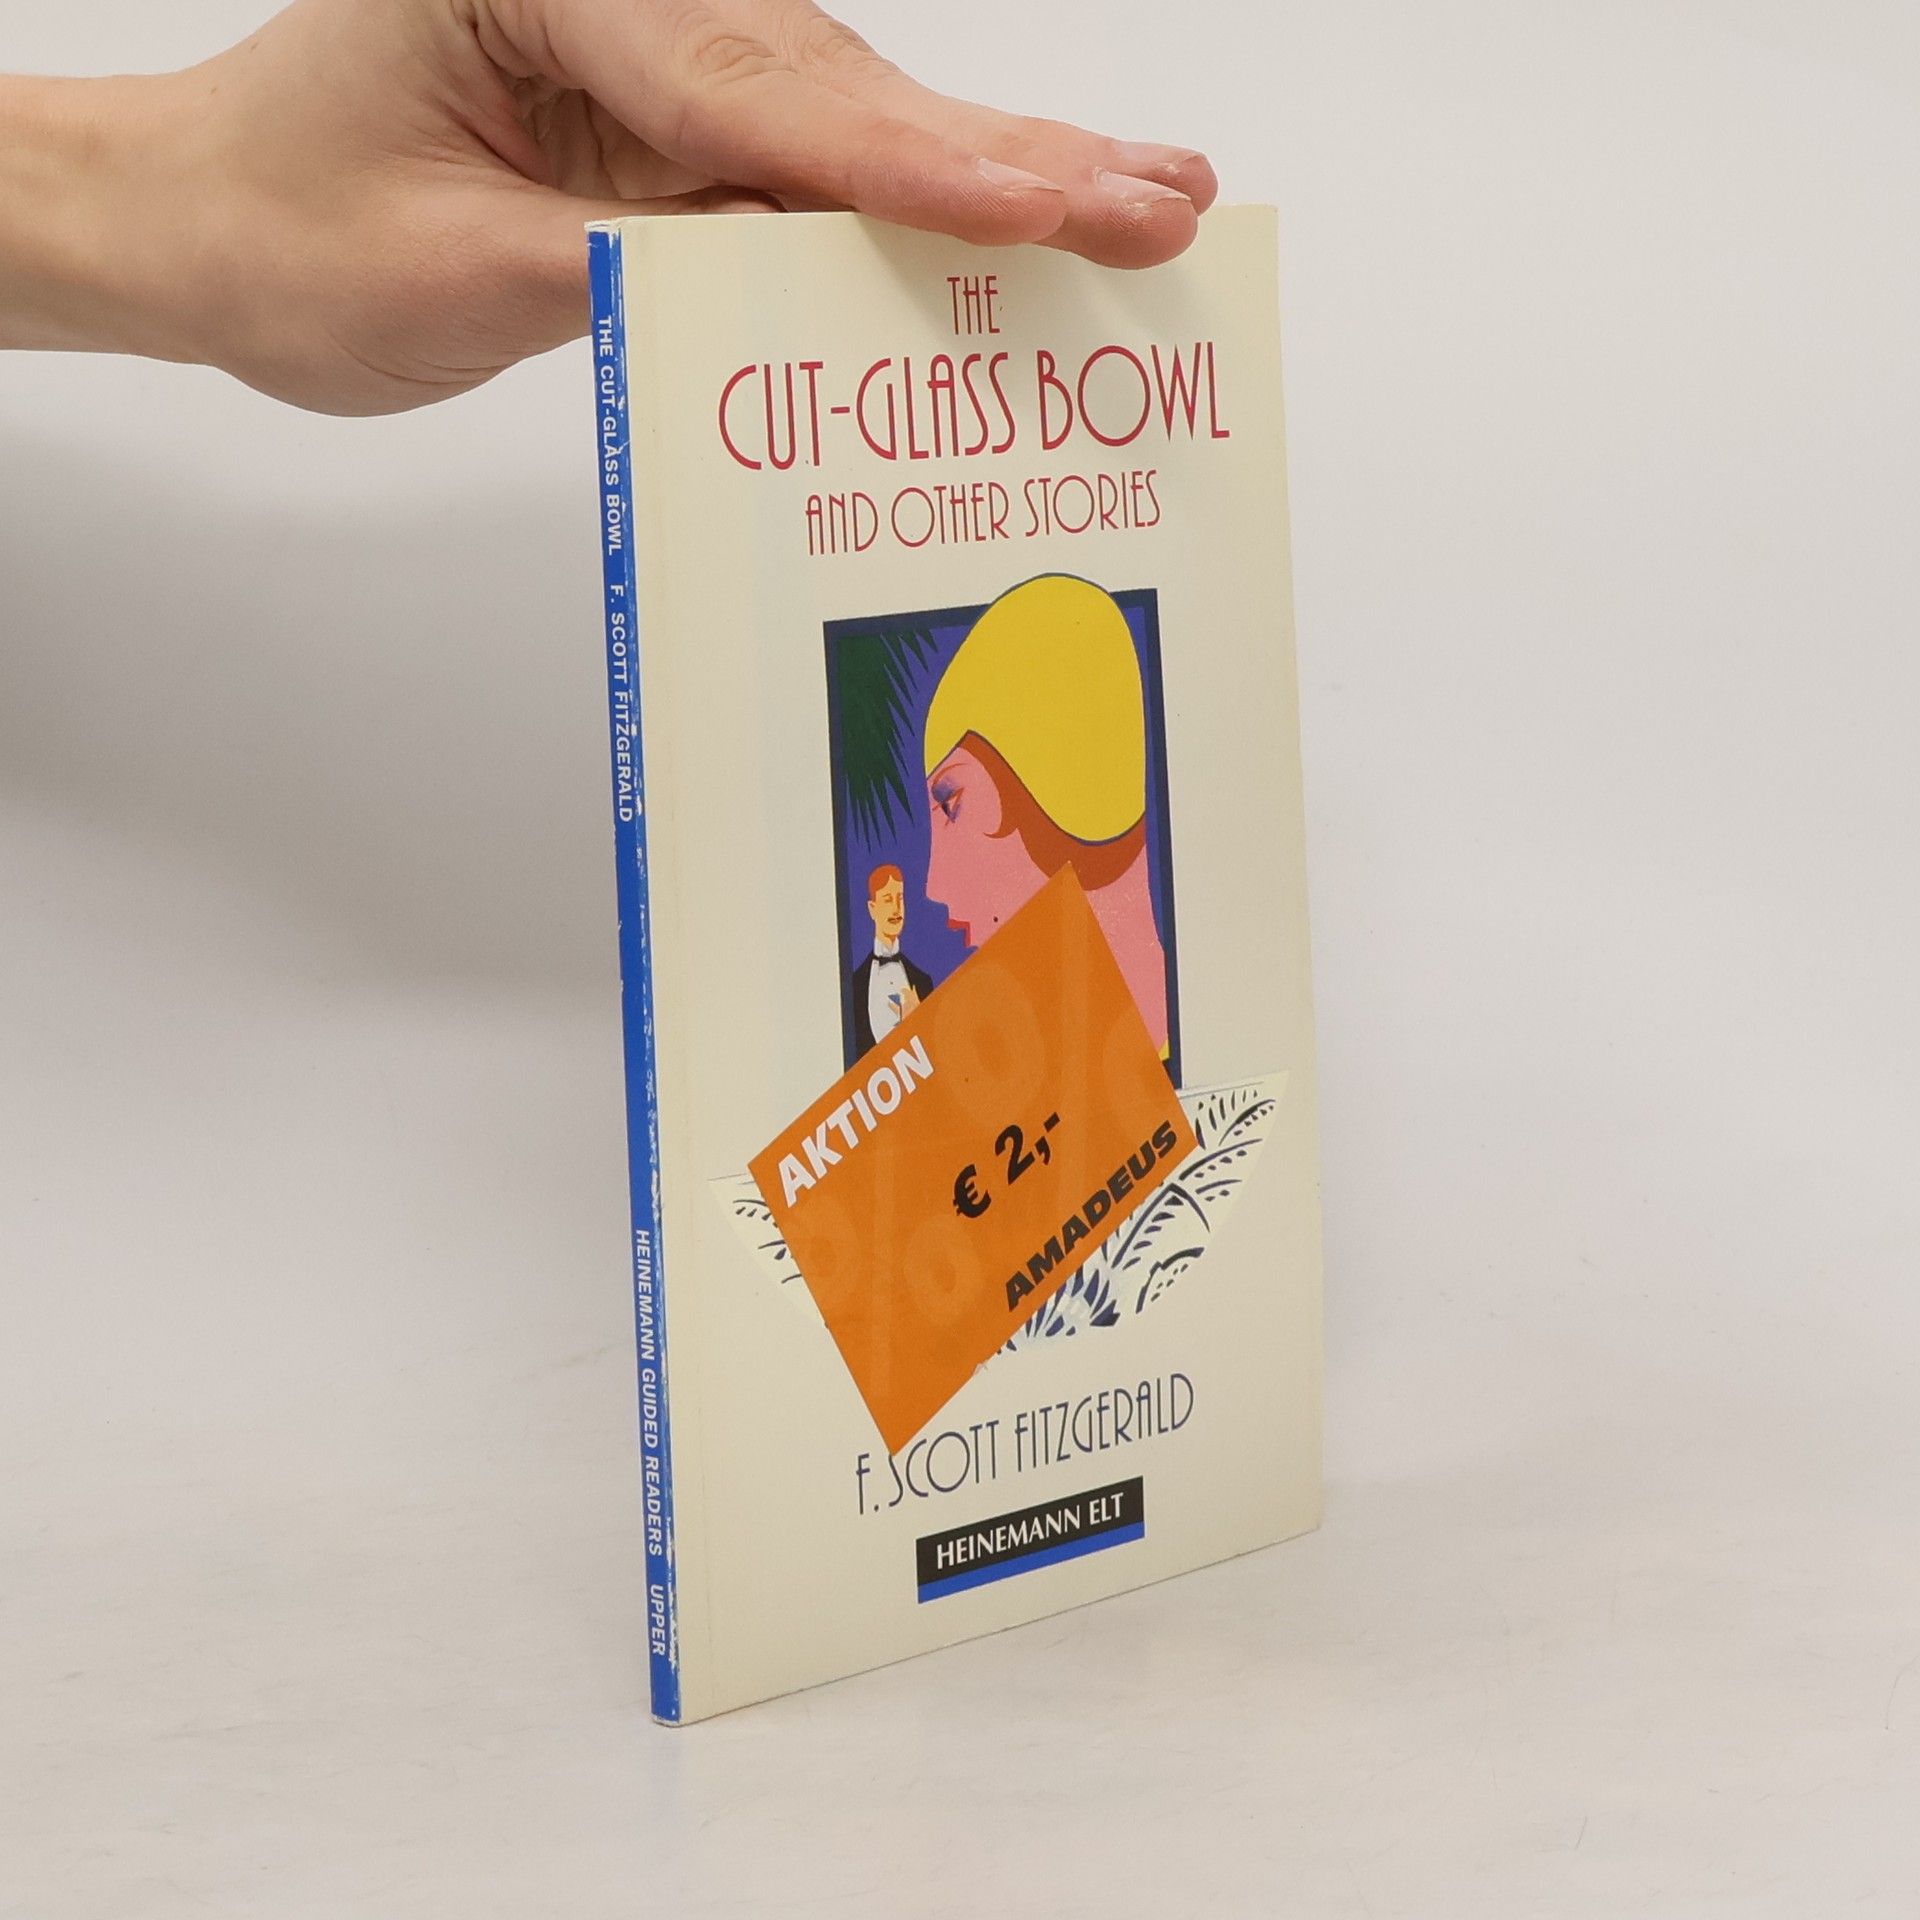 THE
CUT-GLASS BOWL
AND OTHER STORIES
AKTION
€ 2,-
AMADEUS
F. SCOTT FITZGERALD
HEINEMANN ELT
THE CUT-GLASS BOWL F. SCOTT FITZGERALD HEINEMANN GUIDED READERS UPPER